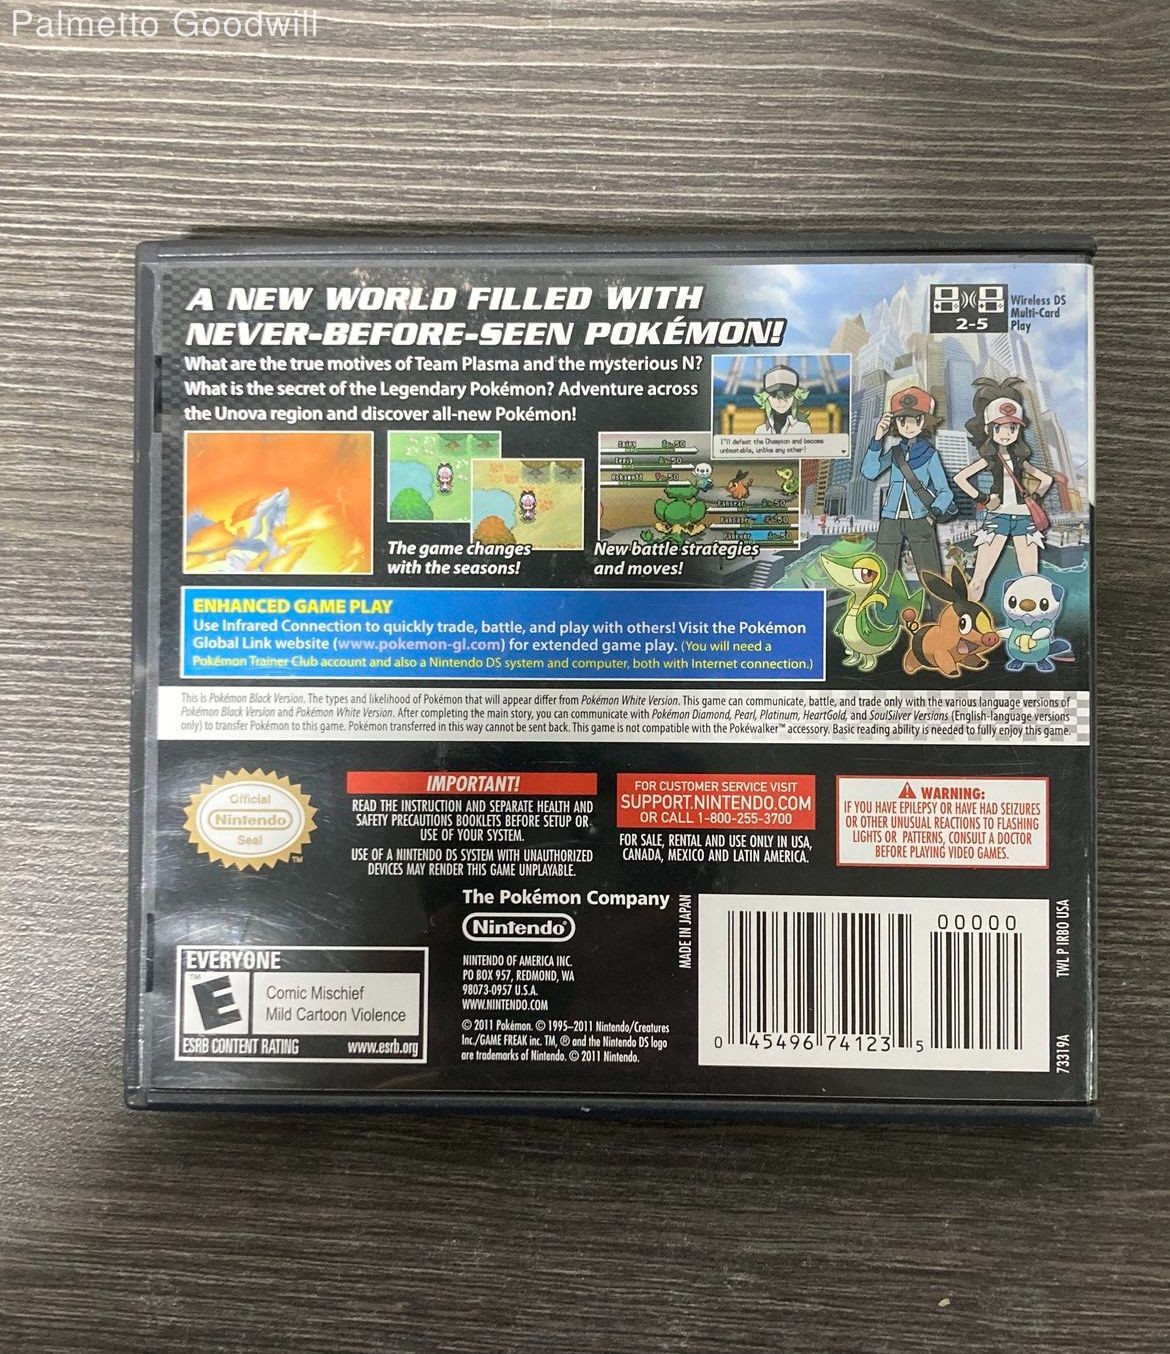 Palmetto Goodwill
A NEW WORLD FILLED WITH
NEVER-BEFORE-SEEN POKÉMON!
What are the true motives of Team Plasma and the mysterious N?
What is the secret of the Legendary Pokémon? Adventure across
the Unova region and discover all-new Pokémon!
Wireless DS
Multi-Card
Play
2-5
I'll defeat the Champion and become
unbeatable, unlike any other!
The game changes
with the seasons!
New battle strategies
and moves!
ENHANCED GAME PLAY
Use Infrared Connection to quickly trade, battle, and play with others! Visit the Pokémon
Global Link website (www.pokemon-gl.com) for extended game play. (You will need a
Pokémon Trainer Club account and also a Nintendo DS system and computer, both with Internet connection.)
This is Pokémon Black Version. The types and likelihood of Pokémon that will appear differ from Pokémon White Version. This game can communicate, battle, and trade only with the various language versions of
Pokémon Black Version and Pokémon White Version. After completing the main story, you can communicate with Pokémon Diamond, Pearl, Platinum, HeartGold, and SoulSilver Versions (English-language versions
only) to transfer Pokémon to this game. Pokémon transferred in this way cannot be sent back. This game is not compatible with the Pokéwalker™ accessory. Basic reading ability is needed to fully enjoy this game.
Official
Nintendo
Seal
TM
IMPORTANT!
READ THE INSTRUCTION AND SEPARATE HEALTH AND
SAFETY PRECAUTIONS BOOKLETS BEFORE SETUP OR
USE OF YOUR SYSTEM.
USE OF A NINTENDO DS SYSTEM WITH UNAUTHORIZED
DEVICES MAY RENDER THIS GAME UNPLAYABLE.
FOR CUSTOMER SERVICE VISIT
SUPPORT.NINTENDO.COM
OR CALL 1-800-255-3700
FOR SALE, RENTAL AND USE ONLY IN USA,
CANADA, MEXICO AND LATIN AMERICA.
WARNING:
IF YOU HAVE EPILEPSY OR HAVE HAD SEIZURES
OR OTHER UNUSUAL REACTIONS TO FLASHING
LIGHTS OR PATTERNS, CONSULT A DOCTOR
BEFORE PLAYING VIDEO GAMES.
The Pokémon Company
Nintendo®
NINTENDO OF AMERICA INC.
PO BOX 957, REDMOND, WA
98073-0957 U.S.A.
WWW.NINTENDO.COM
© 2011 Pokémon. © 1995–2011 Nintendo/Creatures
Inc./GAME FREAK inc. TM, ® and the Nintendo DS logo
are trademarks of Nintendo. © 2011 Nintendo.
EVERYONE
E
Comic Mischief
Mild Cartoon Violence
ESRB CONTENT RATING www.esrb.org
MADE IN JAPAN
00000
0 45496 74123 5
TWL P IRBO USA
73319A